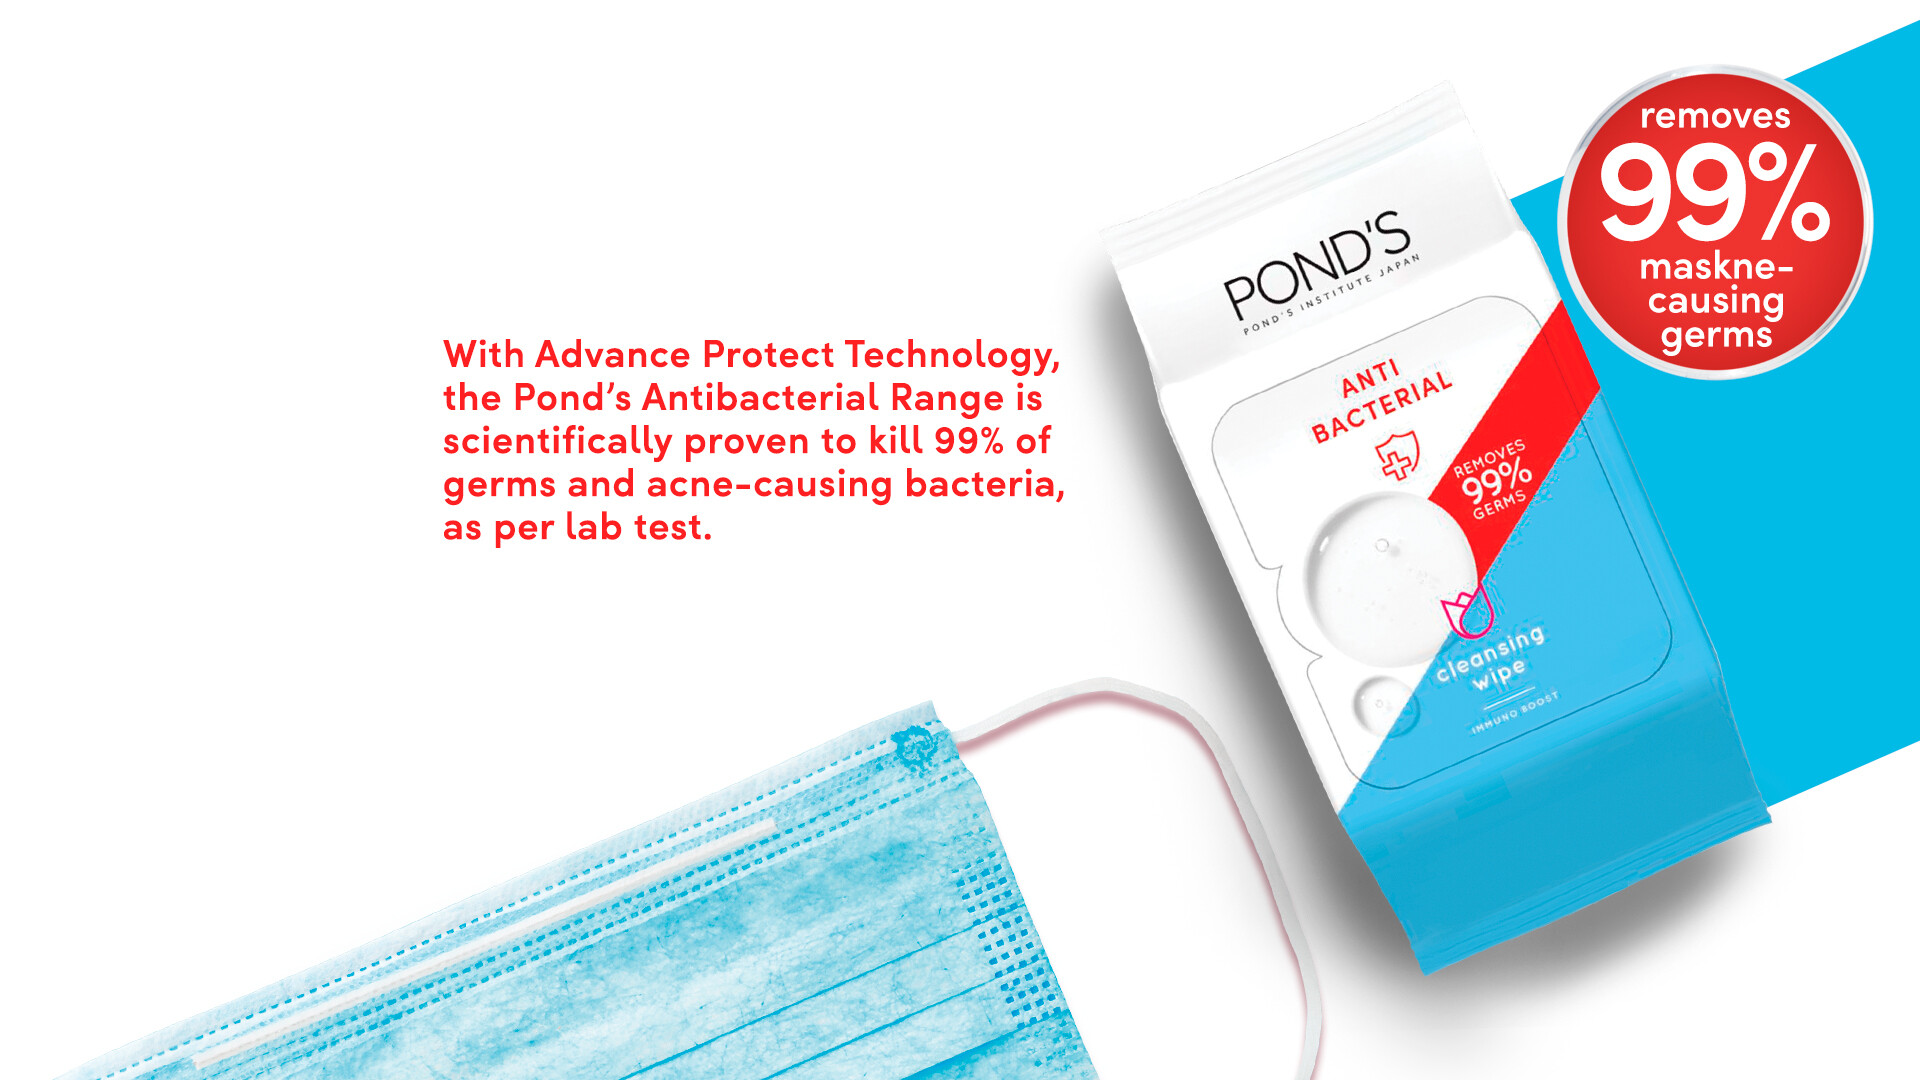 With Advance Protect Technology,
the Pond's Antibacterial Range is
scientifically proven to kill 99% of
germs and acne-causing bacteria,
as per lab test.
POND'S
POND'S INSTITUTE JAPAN
ANTI
BACTERIAL
REMOVES
99%
GERMS
cleansing
wipe
IMMUNO BOOST
removes
99%
maskne-
causing
germs